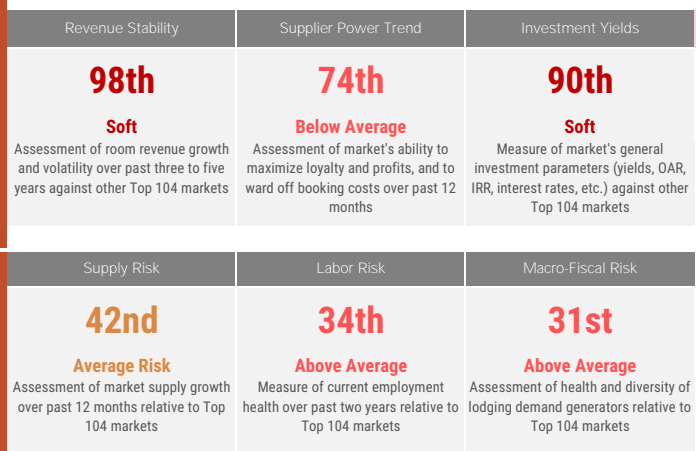 Revenue Stability
Supplier Power Trend
Investment Yields
98th
74th
90th
Soft
Below Average
Soft
Assessment of room revenue growth
and volatility over past three to five
years against other Top 104 markets
Assessment of market's ability to
maximize loyalty and profits, and to
ward off booking costs over past 12
months
Measure of market's general
investment parameters (yields, OAR,
IRR, interest rates, etc.) against other
Top 104 markets
Supply Risk
Labor Risk
Macro-Fiscal Risk
42nd
34th
31st
Average Risk
Above Average
Above Average
Assessment of market supply growth
over past 12 months relative to Top
104 markets
Measure of current employment
health over past two years relative to
Top 104 markets
Assessment of health and diversity of
lodging demand generators relative to
Top 104 markets